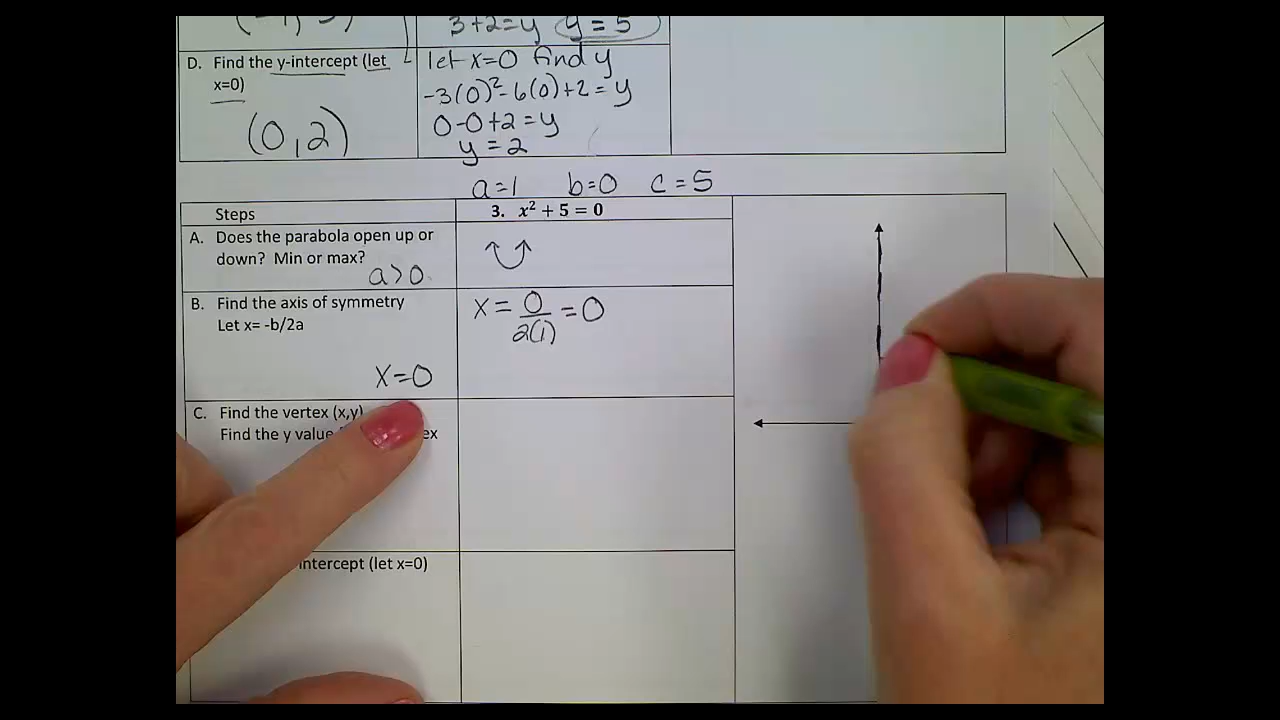 3+2=y y=5
D. Find the y-intercept (let x=0)
(0,2)
let x=0 find y
-3(0)²-6(0)+2=y
0-0+2=y
y=2
a=1 b=0 c=5
Steps
3. x² + 5 = 0
A. Does the parabola open up or
down? Min or max?
a>0
B. Find the axis of symmetry
Let x= -b/2a
x=0
x = 0/2(1) = 0
C. Find the vertex (x,y)
Find the y value
intercept (let x=0)